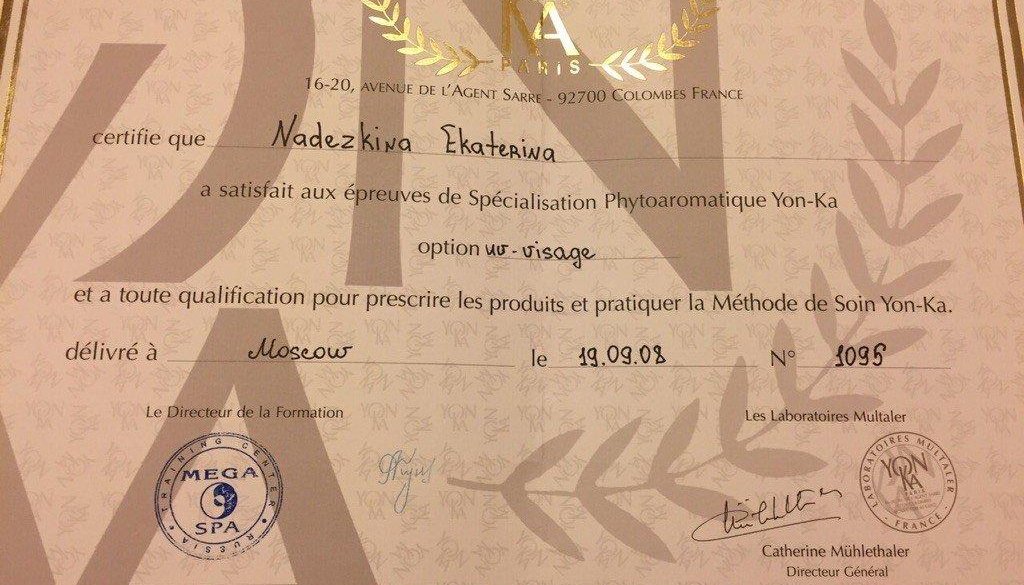 KA
PARIS
16-20, AVENUE DE L'AGENT SARRE - 92700 COLOMBES FRANCE
certifie que Nadezkina Ekaterina
a satisfait aux épreuves de Spécialisation Phytoaromatique Yon-Ka
option uv-visage
et a toute qualification pour prescrire les produits et pratiquer la Méthode de Soin Yon-Ka.
délivré à Moscow le 19.09.08 N° 1095
Le Directeur de la Formation
Les Laboratoires Multaler
TRAINING CENTER
MEGA
SPA
RUSSIA
LABORATOIRES MULTALER
YON
KA
PARIS
FRANCE
Catherine Mühlethaler
Directeur Général